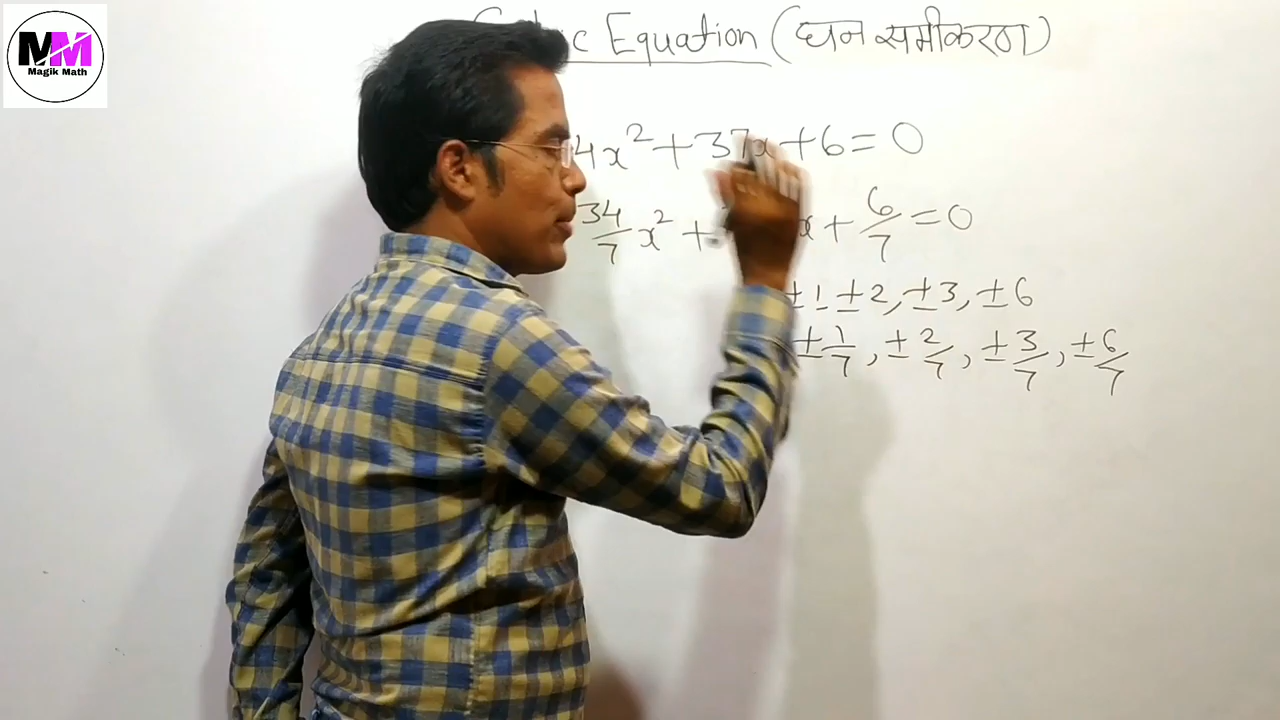 MM
Magik Math
Equation (घन समीकरण)
4x² + 37x + 6 = 0
34/7 x² + x + 6/7 = 0
±1 ±2, ±3, ±6
±1/7, ±2/7, ±3/7, ±6/7